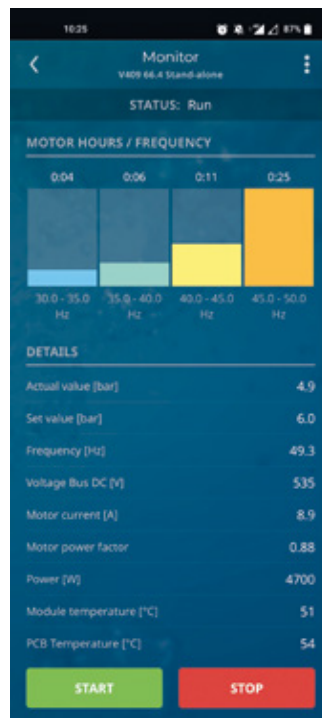 10:25
87%
Monitor
V409 66.4 Stand-alone
STATUS: Run
MOTOR HOURS / FREQUENCY
0:04 0:06 0:11 0:25
30.0 - 35.0 35.0 - 40.0 40.0 - 45.0 45.0 - 50.0
Hz Hz Hz Hz
DETAILS
Actual value [bar] 4.9
Set value [bar] 6.0
Frequency [Hz] 49.3
Voltage Bus DC [V] 535
Motor current [A] 8.9
Motor power factor 0.88
Power [W] 4700
Module temperature [°C] 51
PCB Temperature [°C] 54
START STOP